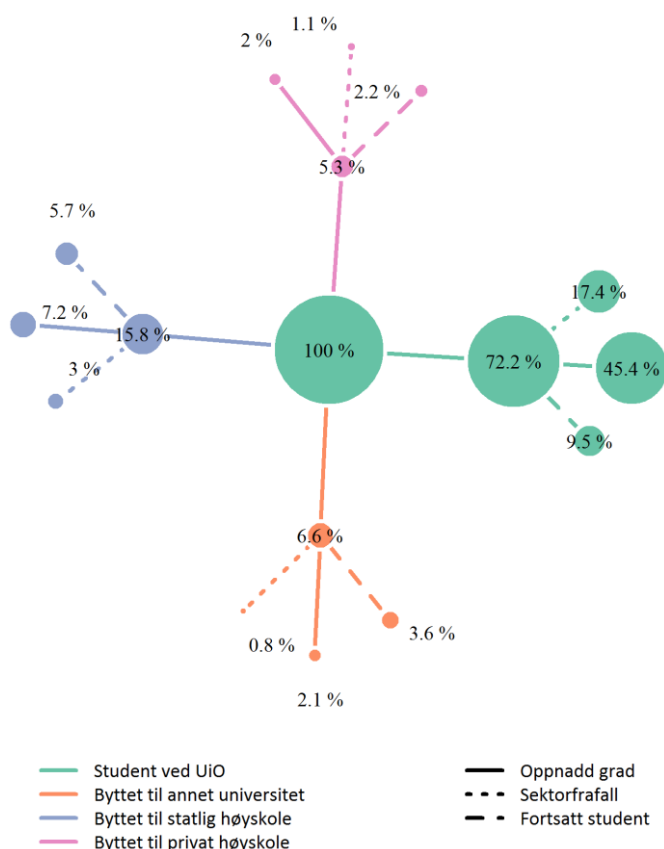 1.1 %
2 %
2.2 %
5.3 %
5.7 %
17.4 %
7.2 %
15.8 %
100 %
72.2 %
45.4 %
3 %
9.5 %
6.6 %
0.8 %
3.6 %
2.1 %
Student ved UiO
Byttet til annet universitet
Byttet til statlig høyskole
Byttet til privat høyskole
Oppnadd grad
Sektorfrafall
Fortsatt student